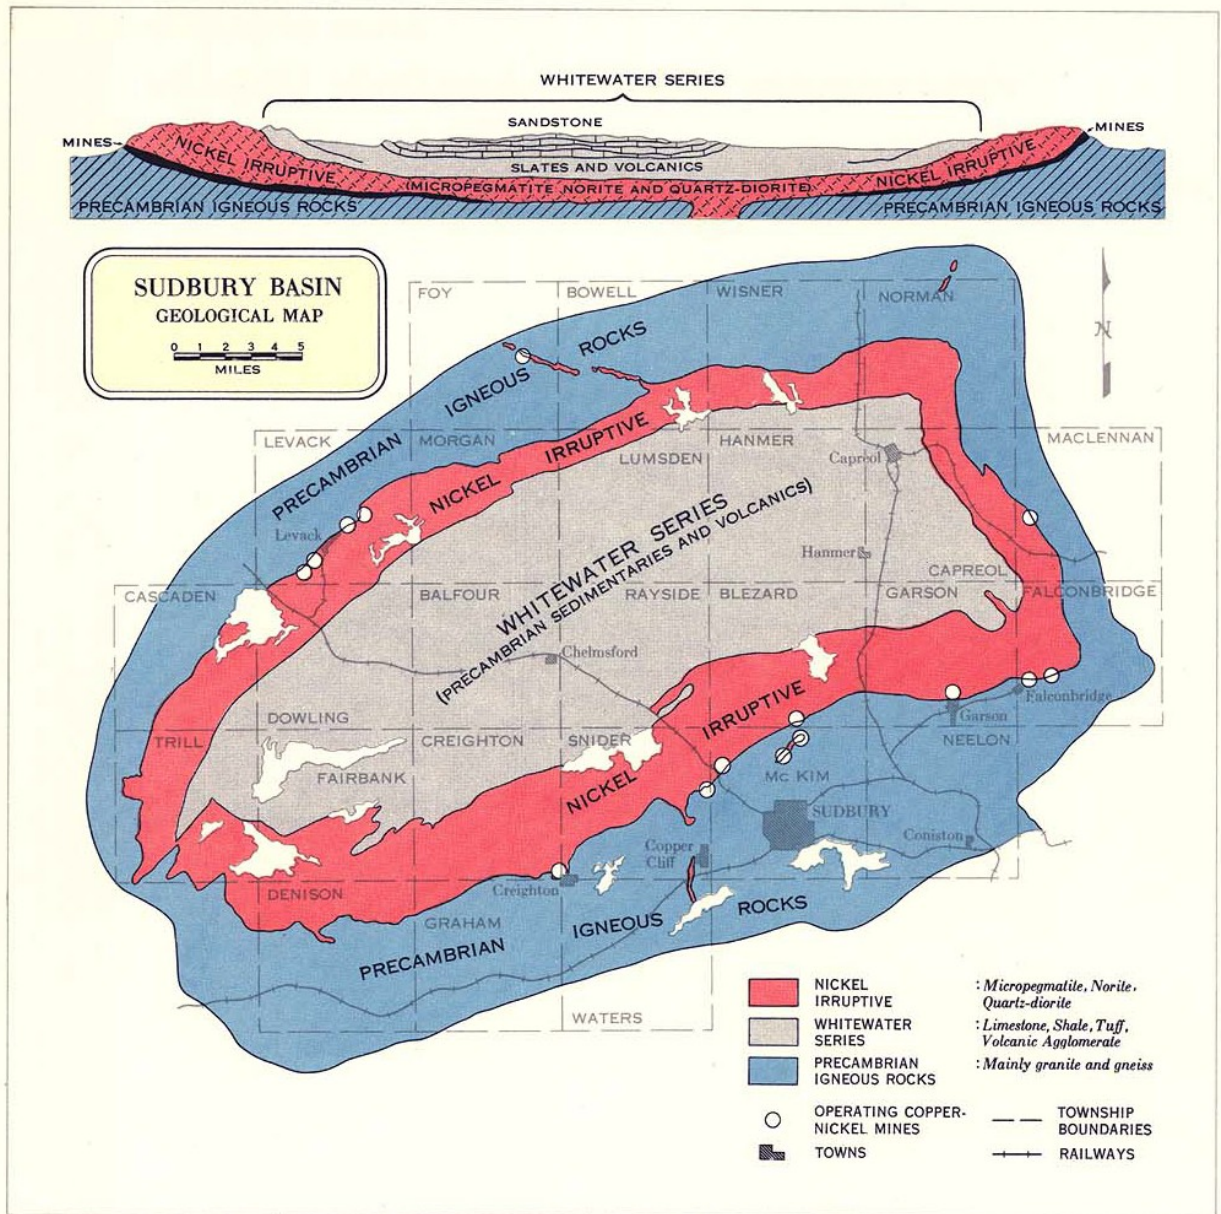 WHITEWATER SERIES
SANDSTONE
MINES
MINES
NICKEL IRRUPTIVE
SLATES AND VOLCANICS
NICKEL IRRUPTIVE
(MICROPEGMATITE NORITE AND QUARTZ-DIORITE)
PRECAMBRIAN IGNEOUS ROCKS
PRECAMBRIAN IGNEOUS ROCKS
SUDBURY BASIN
GEOLOGICAL MAP
0 1 2 3 4 5
MILES
FOY
BOWELL
WISNER
NORMAN
N
PRECAMBRIAN IGNEOUS ROCKS
LEVACK
MORGAN
LUMSDEN
HANMER
MACLENNAN
NICKEL IRRUPTIVE
Capreol
Levack
WHITEWATER SERIES
(PRECAMBRIAN SEDIMENTARIES AND VOLCANICS)
Hanmer
CAPREOL
CASCADEN
BALFOUR
RAYSIDE
BLEZARD
GARSON
FALCONBRIDGE
Chelmsford
DOWLING
Falconbridge
Garson
TRILL
CREIGHTON
SNIDER
NEELON
FAIRBANK
NICKEL IRRUPTIVE
Mc KIM
SUDBURY
Coniston
Copper
Cliff
DENISON
Creighton
GRAHAM
PRECAMBRIAN IGNEOUS ROCKS
WATERS
NICKEL
IRRUPTIVE
: Micropegmatite, Norite,
Quartz-diorite
WHITEWATER
SERIES
: Limestone, Shale, Tuff,
Volcanic Agglomerate
PRECAMBRIAN
IGNEOUS ROCKS
: Mainly granite and gneiss
OPERATING COPPER-
NICKEL MINES
TOWNSHIP
BOUNDARIES
TOWNS
RAILWAYS